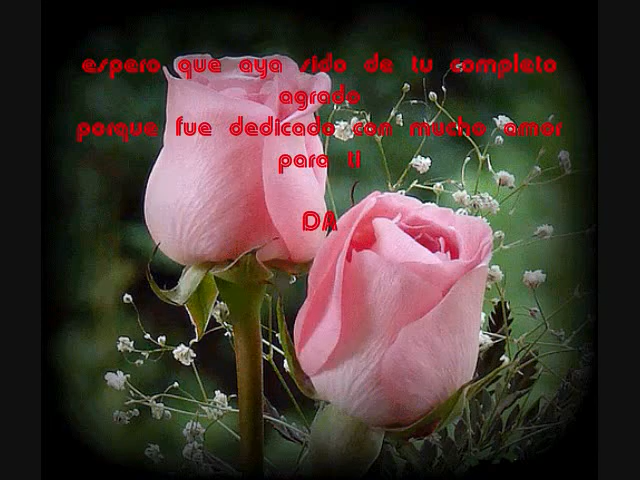 espero que aya sido de tu completo
agrado
porque fue dedicado con mucho amor
para ti
DA